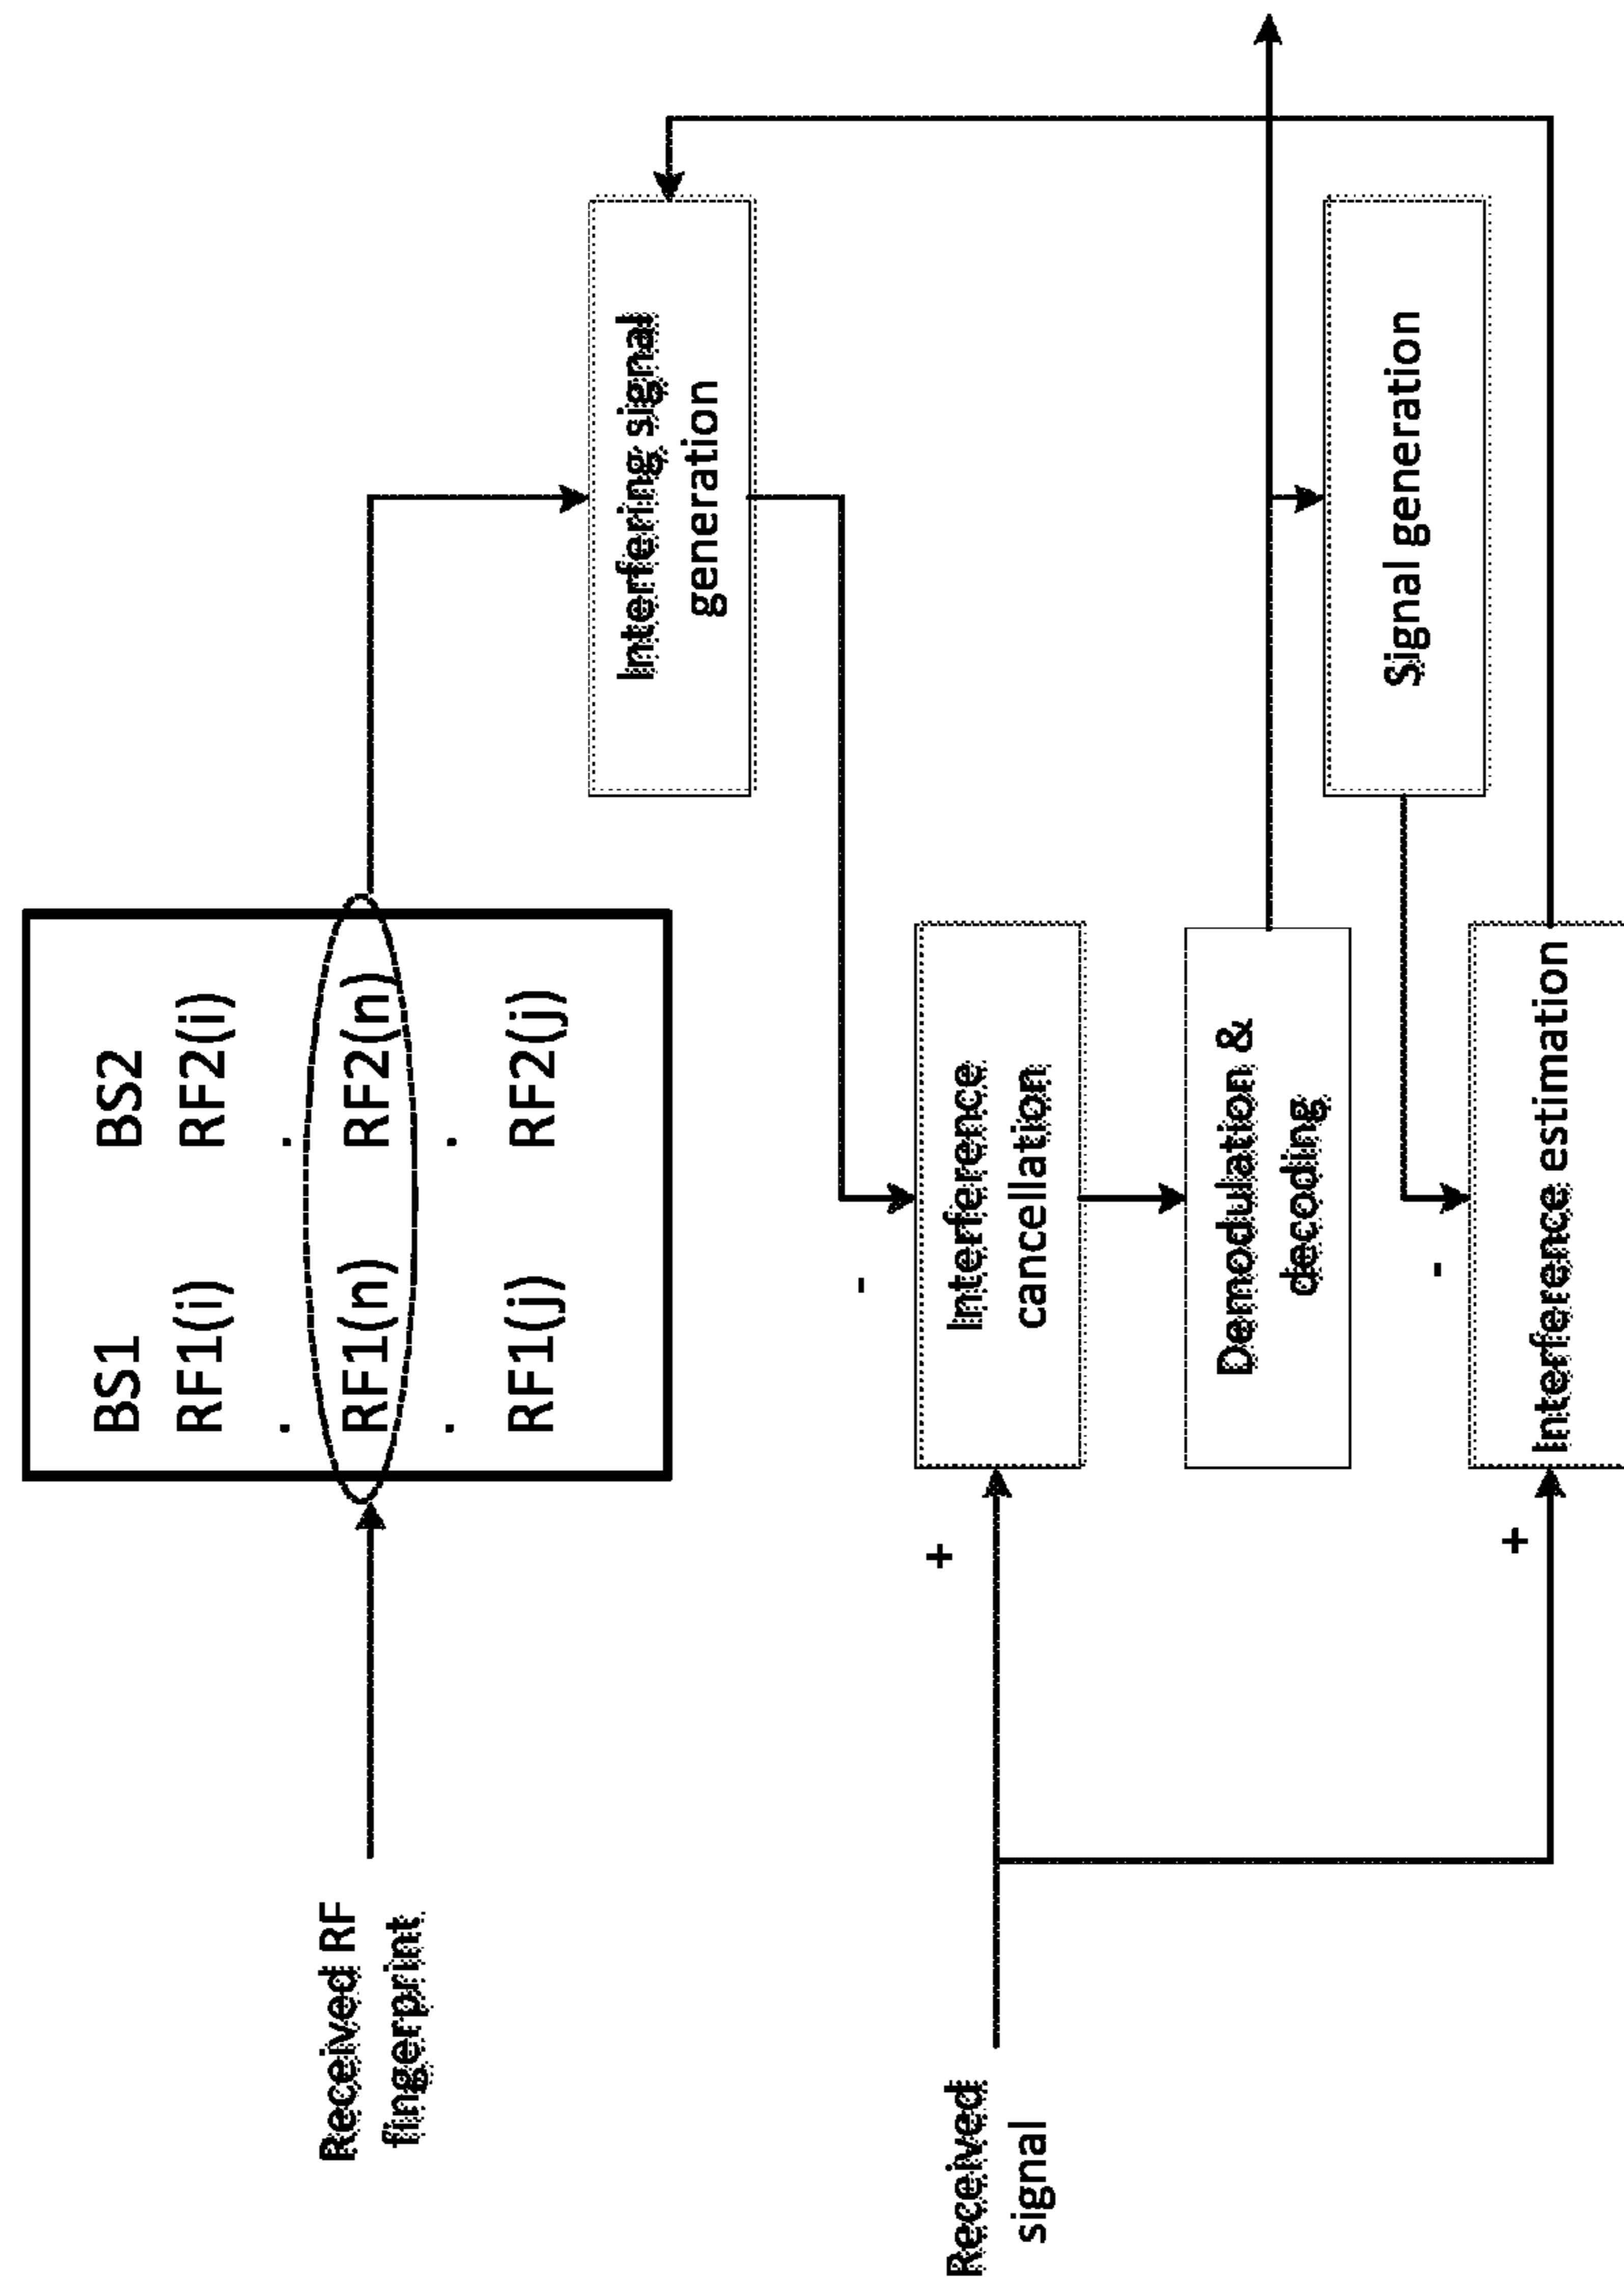 BS1 BS2
RF1(i) RF2(i)
. .
RF1(n) RF2(n)
. .
RF1(j) RF2(j)
Received RF
fingerprint
Interfering signal
generation
-
+
Interference
cancellation
Received
signal
Demodulation &
decoding
Signal generation
-
+
Interference estimation